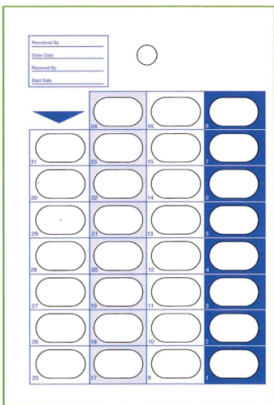 Reordered By
Order Date
Received By
Start Date
24 16 8
31 23 15 7
30 22 14 6
29 21 13 5
28 20 12 4
27 19 11 3
26 18 10 2
25 17 9 1